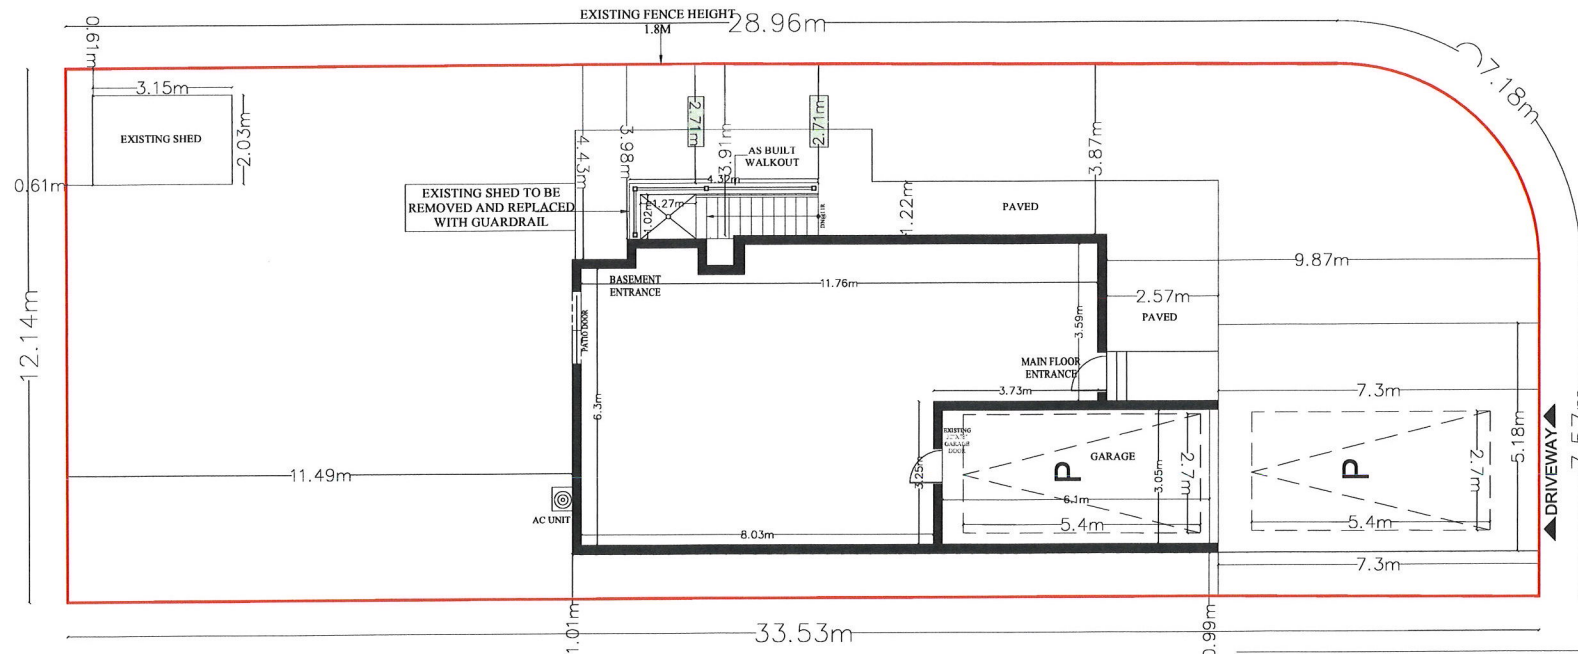 EXISTING FENCE HEIGHT
1.8M
28.96m
7.18m
0.61m
3.15m
EXISTING SHED
2.03m
0.61m
4.43m
3.98m
2.71m
3.91m
2.71m
3.87m
AS BUILT
WALKOUT
4.32m
EXISTING SHED TO BE
REMOVED AND REPLACED
WITH GUARDRAIL
1.27m
1.02m
1.22m
PAVED
9.87m
BASEMENT
ENTRANCE
11.76m
2.57m
PAVED
12.14m
PATIO DOOR
3.59m
MAIN FLOOR
ENTRANCE
3.73m
7.3m
6.3m
EXISTING
GARAGE
DOOR
GARAGE
P
3.25m
3.05m
2.7m
6.1m
5.4m
P
2.7m
5.4m
5.18m
DRIVEWAY
11.49m
AC UNIT
8.03m
7.3m
1.01m
0.99m
33.53m